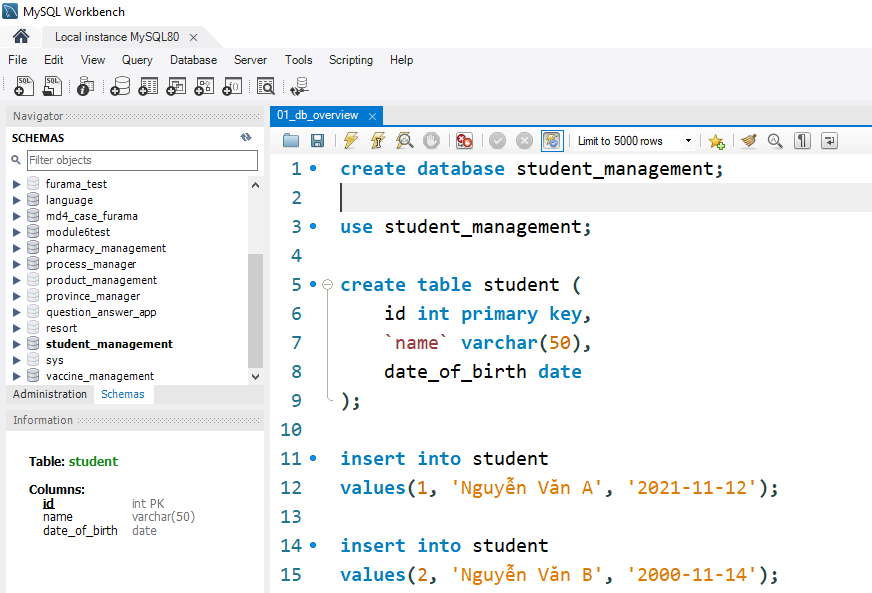 MySQL Workbench
Local instance MySQL80
File Edit View Query Database Server Tools Scripting Help
SQL SQL
Navigator
SCHEMAS
Filter objects
furama_test
language
md4_case_furama
module6test
pharmacy_management
process_manager
product_management
province_manager
question_answer_app
resort
student_management
sys
vaccine_management
Administration Schemas
Information
Table: student
Columns:
id int PK
name varchar(50)
date_of_birth date
01_db_overview
Limit to 5000 rows
1 create database student_management;
2
3 use student_management;
4
5 create table student (
6 id int primary key,
7 `name` varchar(50),
8 date_of_birth date
9 );
10
11 insert into student
12 values(1, 'Nguyễn Văn A', '2021-11-12');
13
14 insert into student
15 values(2, 'Nguyễn Văn B', '2000-11-14');